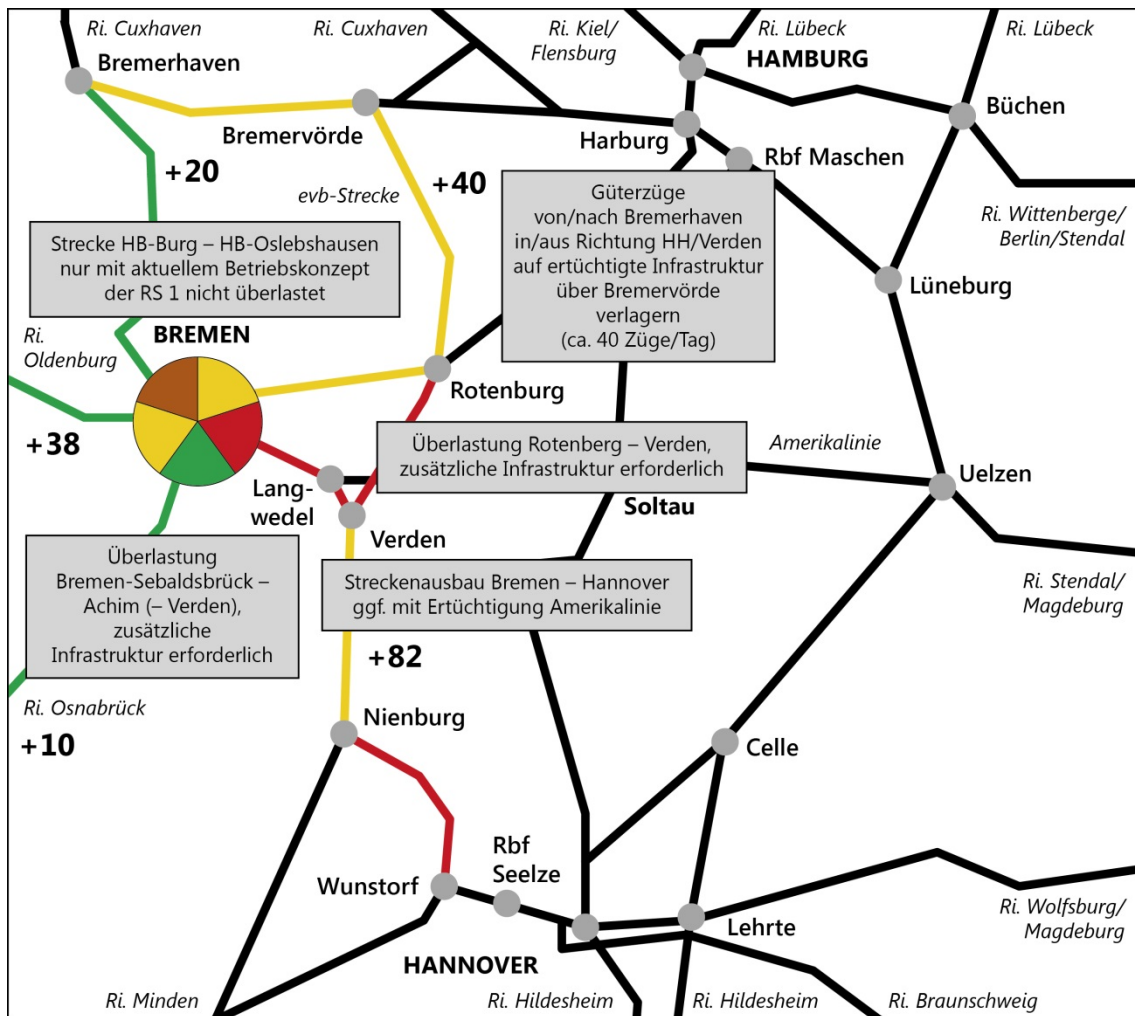 Ri. Cuxhaven
Ri. Cuxhaven
Ri. Kiel/
Flensburg
Ri. Lübeck
Ri. Lübeck
Bremerhaven
HAMBURG
Büchen
Bremervörde
Harburg
Rbf Maschen
+20
evb-Strecke
+40
Güterzüge
von/nach Bremerhaven
in/aus Richtung HH/Verden
auf ertüchtigte Infrastruktur
über Bremervörde
verlagern
(ca. 40 Züge/Tag)
Ri. Wittenberge/
Berlin/Stendal
Strecke HB-Burg – HB-Oslebshausen
nur mit aktuellem Betriebskonzept
der RS 1 nicht überlastet
Lüneburg
Ri.
Oldenburg
BREMEN
Rotenburg
+38
Überlastung Rotenberg – Verden,
zusätzliche Infrastruktur erforderlich
Amerikalinie
Uelzen
Lang-
wedel
Soltau
Verden
Überlastung
Bremen-Sebaldsbrück –
Achim (– Verden),
zusätzliche
Infrastruktur erforderlich
Streckenausbau Bremen – Hannover
ggf. mit Ertüchtigung Amerikalinie
Ri. Stendal/
Magdeburg
+82
Ri. Osnabrück
+10
Nienburg
Celle
Rbf
Seelze
Wunstorf
Lehrte
Ri. Wolfsburg/
Magdeburg
HANNOVER
Ri. Minden
Ri. Hildesheim
Ri. Hildesheim
Ri. Braunschweig